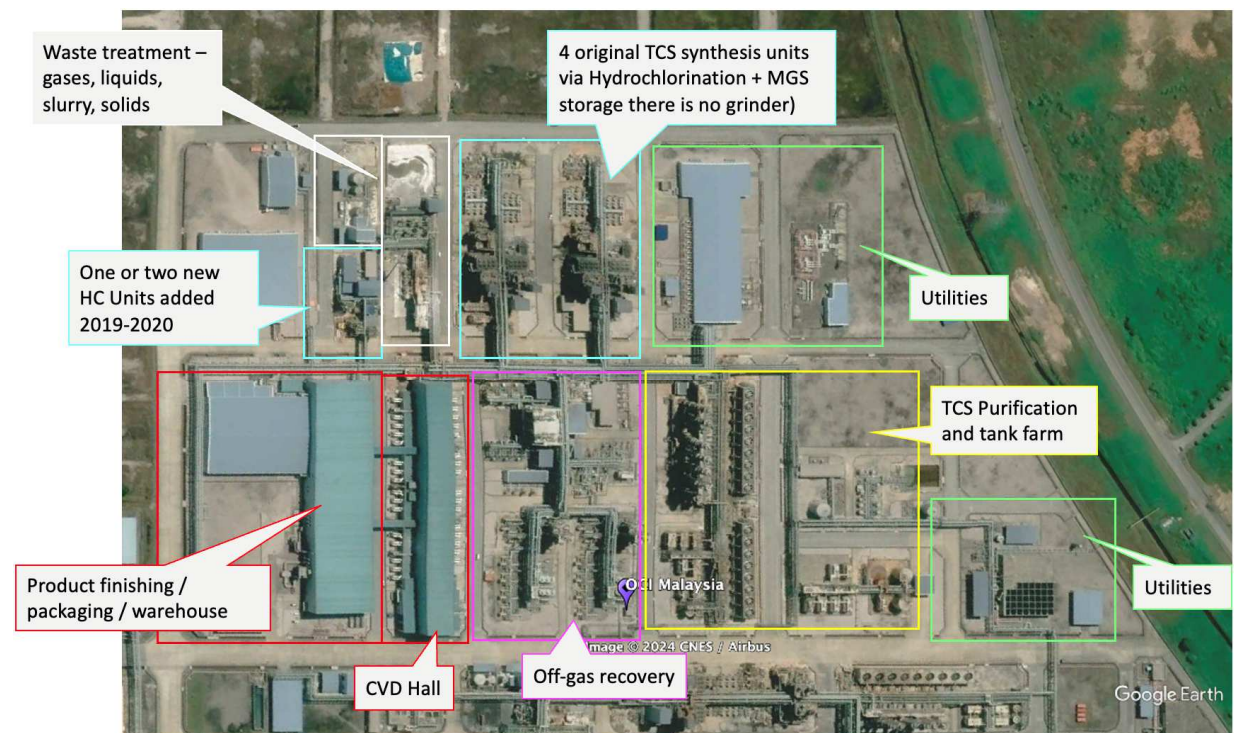 Waste treatment –
gases, liquids,
slurry, solids
4 original TCS synthesis units
via Hydrochlorination + MGS
storage there is no grinder)
One or two new
HC Units added
2019-2020
Utilities
TCS Purification
and tank farm
Product finishing /
packaging / warehouse
OCI Malaysia
Utilities
Image © 2024 CNES / Airbus
CVD Hall
Off-gas recovery
Google Earth